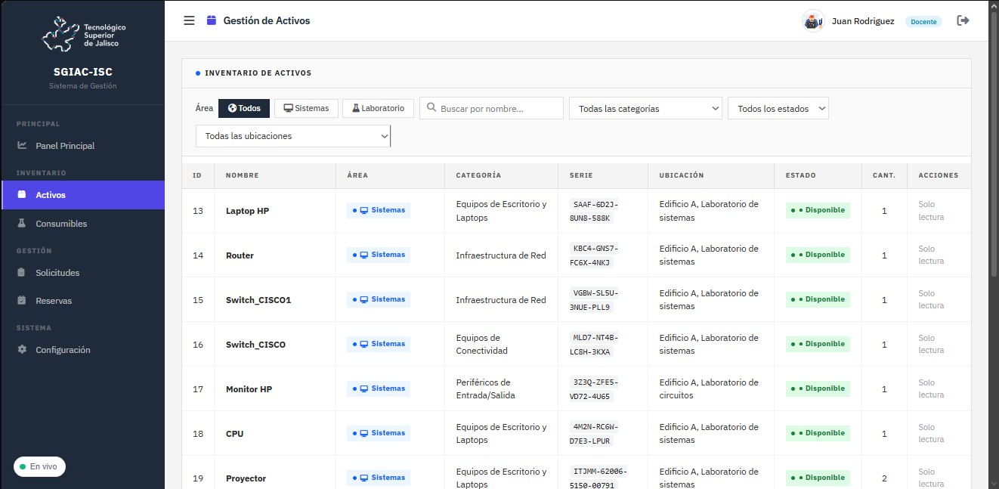 Tecnológico
Superior
de Jalisco
SGIAC-ISC
Sistema de Gestión
PRINCIPAL
Panel Principal
INVENTARIO
Activos
Consumibles
GESTIÓN
Solicitudes
Reservas
SISTEMA
Configuración
En vivo
Gestión de Activos
Juan Rodriguez
Docente
INVENTARIO DE ACTIVOS
Área Todos Sistemas Laboratorio Buscar por nombre... Todas las categorías Todos los estados
Todas las ubicaciones
ID NOMBRE ÁREA CATEGORÍA SERIE UBICACIÓN ESTADO CANT. ACCIONES
13 Laptop HP Sistemas Equipos de Escritorio y Laptops SAAF-6D2J-8UN8-588K Edificio A, Laboratorio de sistemas Disponible 1 Solo lectura
14 Router Sistemas Infraestructura de Red KBC4-GNS7-FC6X-4NKJ Edificio A, Laboratorio de sistemas Disponible 1 Solo lectura
15 Switch_CISCO1 Sistemas Infraestructura de Red VGBW-SL5U-3NUE-PLL9 Edificio A, Laboratorio de sistemas Disponible 1 Solo lectura
16 Switch_CISCO Sistemas Equipos de Conectividad MLD7-NT4B-LC8H-3KXA Edificio A, Laboratorio de sistemas Disponible 1 Solo lectura
17 Monitor HP Sistemas Periféricos de Entrada/Salida 3Z3Q-ZFE5-VD72-4U65 Edificio A, Laboratorio de circuitos Disponible 1 Solo lectura
18 CPU Sistemas Equipos de Escritorio y Laptops 4M2N-RC6W-D7E3-LPUR Edificio A, Laboratorio de sistemas Disponible 1 Solo lectura
19 Proyector Sistemas Equipos de Escritorio y Laptops ITJMM-62006-5150-00791 Edificio A, Laboratorio de sistemas Disponible 2 Solo lectura